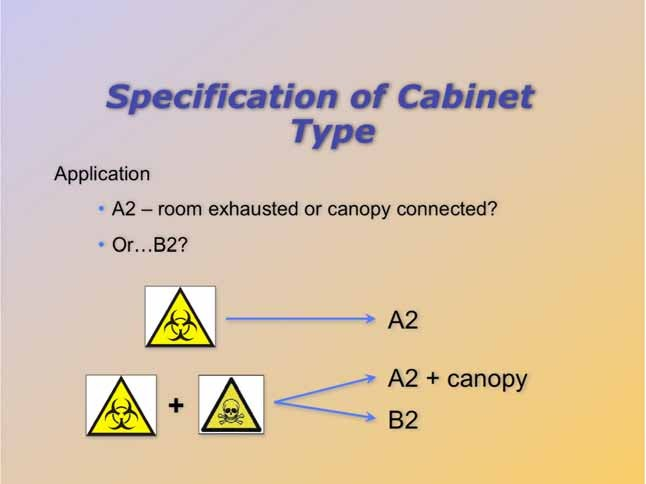 Specification of Cabinet
Type
Application
• A2 – room exhausted or canopy connected?
• Or…B2?
A2
A2 + canopy
+
B2